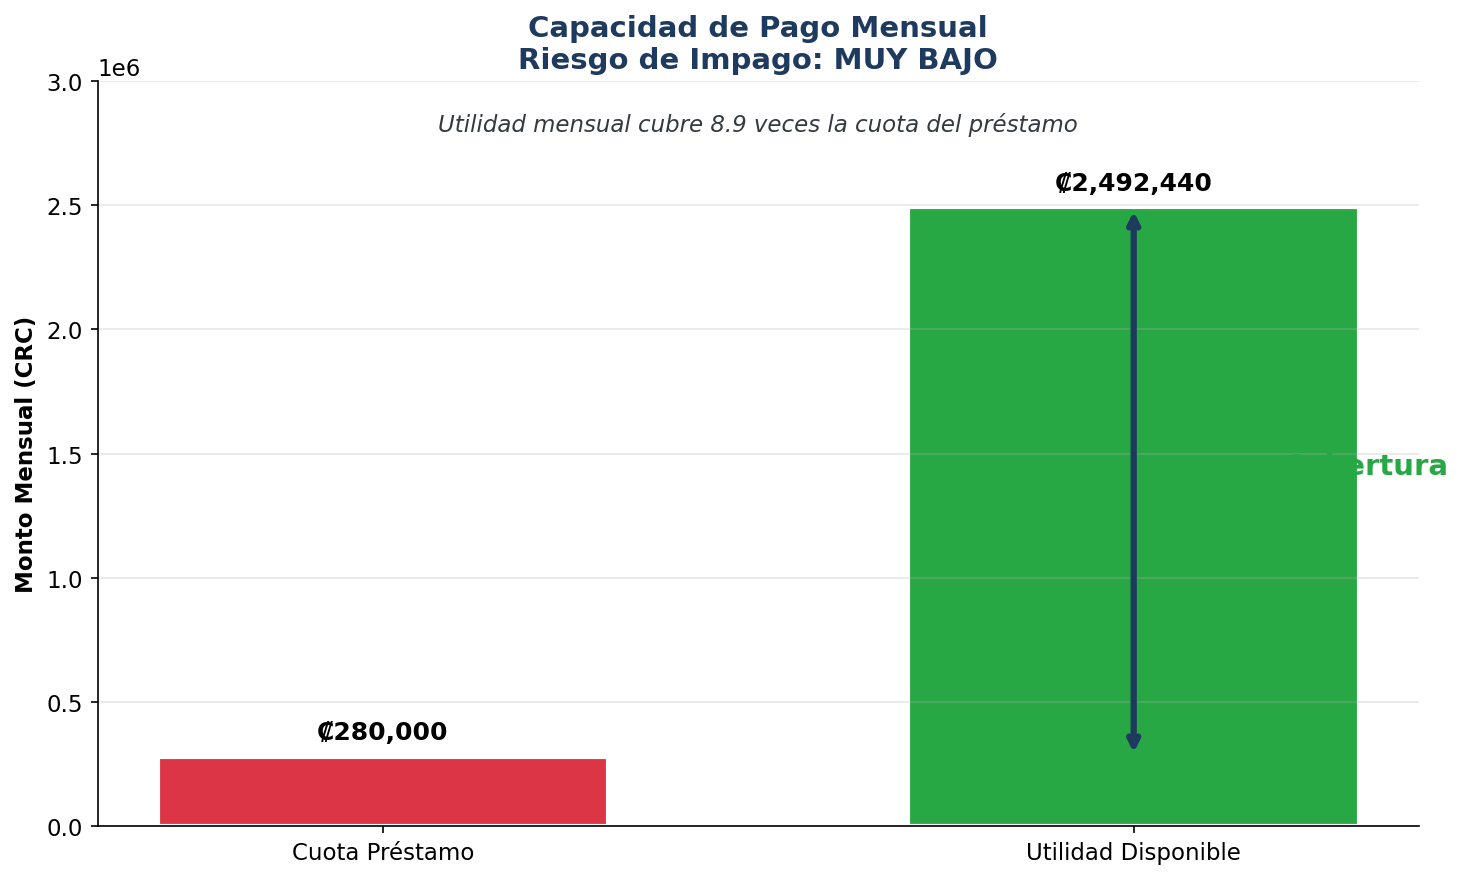 Capacidad de Pago Mensual
Riesgo de Impago: MUY BAJO
1e6
Utilidad mensual cubre 8.9 veces la cuota del préstamo
3.0
2.5
2.0
1.5
1.0
0.5
0.0
Monto Mensual (CRC)
₡280,000
₡2,492,440
ertura
Cuota Préstamo
Utilidad Disponible